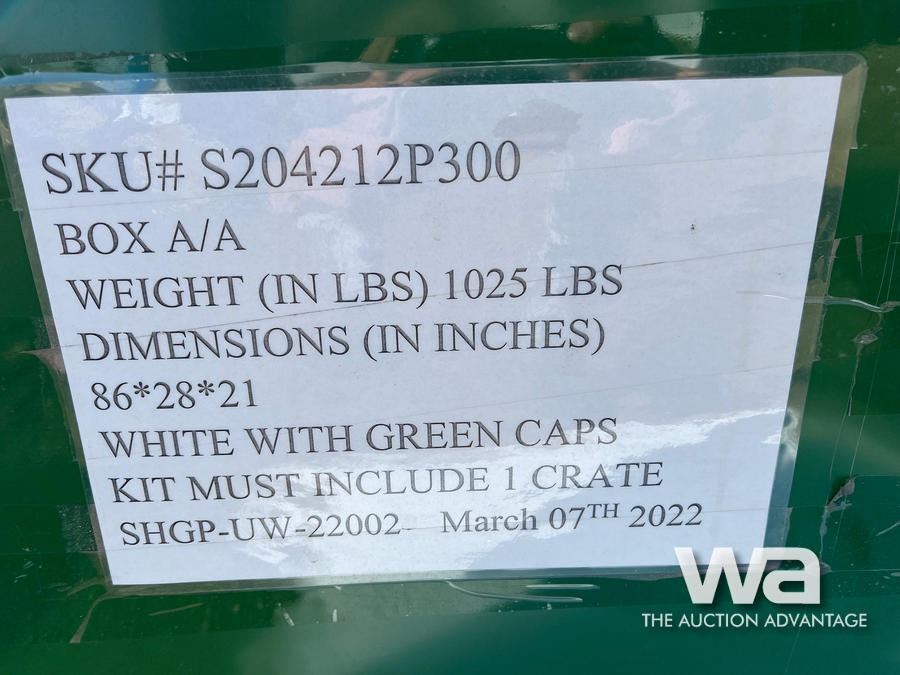 SKU# S204212P300
BOX A/A
WEIGHT (IN LBS) 1025 LBS
DIMENSIONS (IN INCHES)
86*28*21
WHITE WITH GREEN CAPS
KIT MUST INCLUDE 1 CRATE
SHGP-UW-22002- March 07TH 2022
wa
THE AUCTION ADVANTAGE